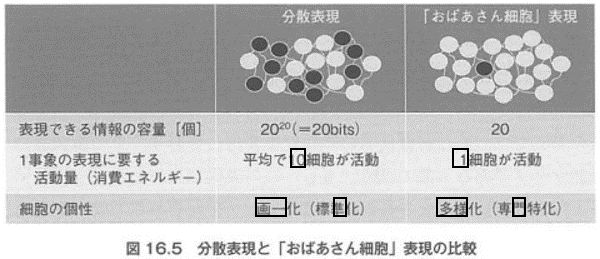 分散表現 「おばあさん細胞」表現
表現できる情報の容量[個] 20²⁰(=20bits) 20
1事象の表現に要する 平均で10細胞が活動 1細胞が活動
活動量(消費エネルギー)
細胞の個性 画一化(標準化) 多様化(専門特化)
図 16.5 分散表現と「おばあさん細胞」表現の比較